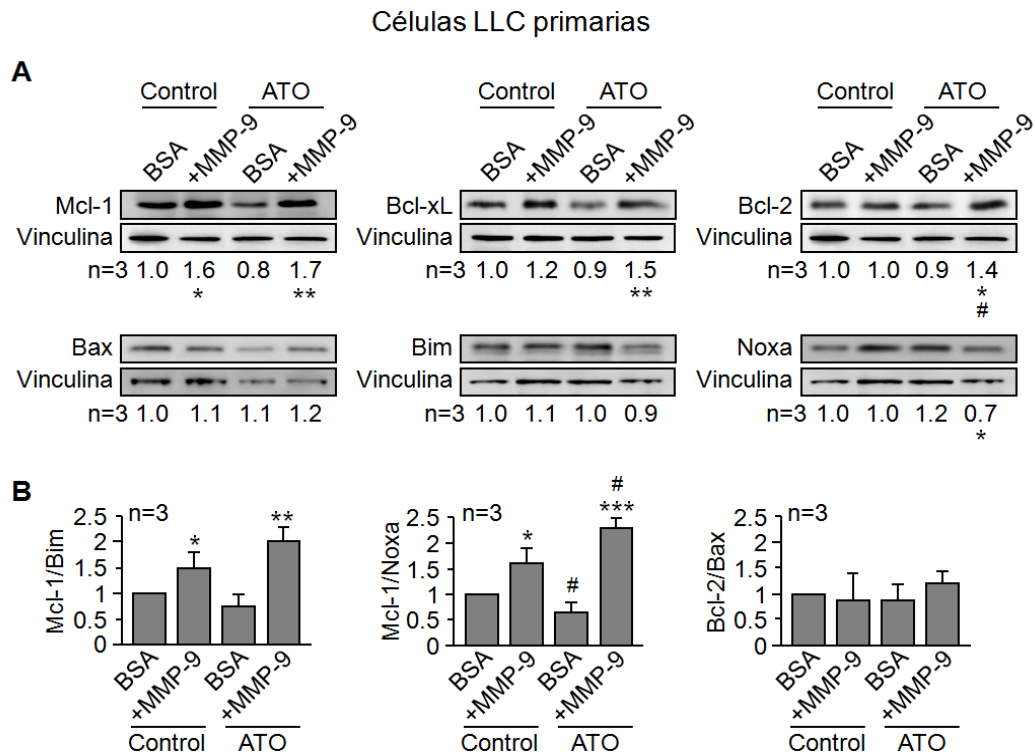 Células LLC primarias
A
Control ATO
BSA +MMP-9 BSA +MMP-9
Mcl-1
Vinculina
n=3 1.0 1.6 0.8 1.7
* **
Control ATO
BSA +MMP-9 BSA +MMP-9
Bcl-xL
Vinculina
n=3 1.0 1.2 0.9 1.5
**
Control ATO
BSA +MMP-9 BSA +MMP-9
Bcl-2
Vinculina
n=3 1.0 1.0 0.9 1.4
*
#
Bax
Vinculina
n=3 1.0 1.1 1.1 1.2
Bim
Vinculina
n=3 1.0 1.1 1.0 0.9
Noxa
Vinculina
n=3 1.0 1.0 1.2 0.7
*
B
Mcl-1/Bim
n=3
2.5
2
1.5
1
0.5
0
* **
BSA +MMP-9 BSA +MMP-9
Control ATO
Mcl-1/Noxa
n=3
2.5
2
1.5
1
0.5
0
* # # ***
BSA +MMP-9 BSA +MMP-9
Control ATO
Bcl-2/Bax
n=3
2.5
2
1.5
1
0.5
0
BSA +MMP-9 BSA +MMP-9
Control ATO